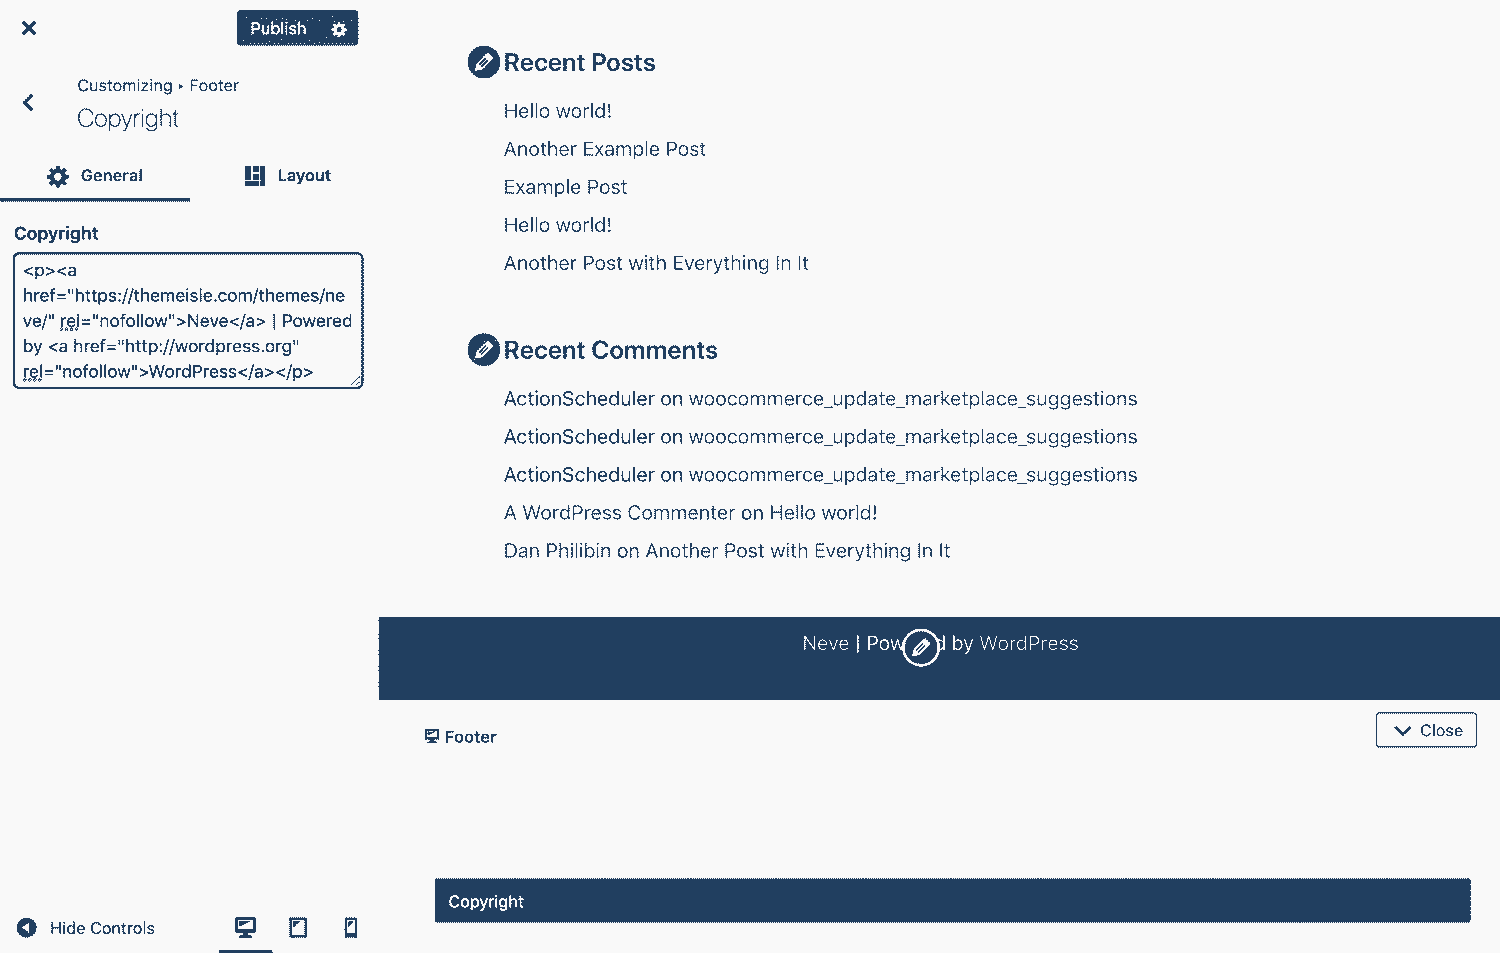 Publish
Customizing ▸ Footer
Copyright
General
Layout
Copyright
<p><a
href="https://themeisle.com/themes/ne
ve/" rel="nofollow">Neve</a> | Powered
by <a href="http://wordpress.org"
rel="nofollow">WordPress</a></p>
Hide Controls
Recent Posts
Hello world!
Another Example Post
Example Post
Hello world!
Another Post with Everything In It
Recent Comments
ActionScheduler on woocommerce_update_marketplace_suggestions
ActionScheduler on woocommerce_update_marketplace_suggestions
ActionScheduler on woocommerce_update_marketplace_suggestions
A WordPress Commenter on Hello world!
Dan Philibin on Another Post with Everything In It
Neve | by WordPress
Footer
Close
Copyright